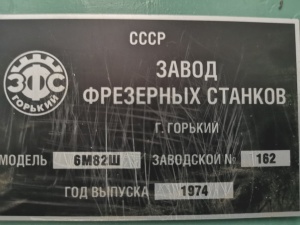 СССР
ЗФС
ГОРЬКИЙ
ЗАВОД
ФРЕЗЕРНЫХ СТАНКОВ
Г. ГОРЬКИЙ
МОДЕЛЬ 6М82Ш ЗАВОДСКОЙ № 162
ГОД ВЫПУСКА 1974